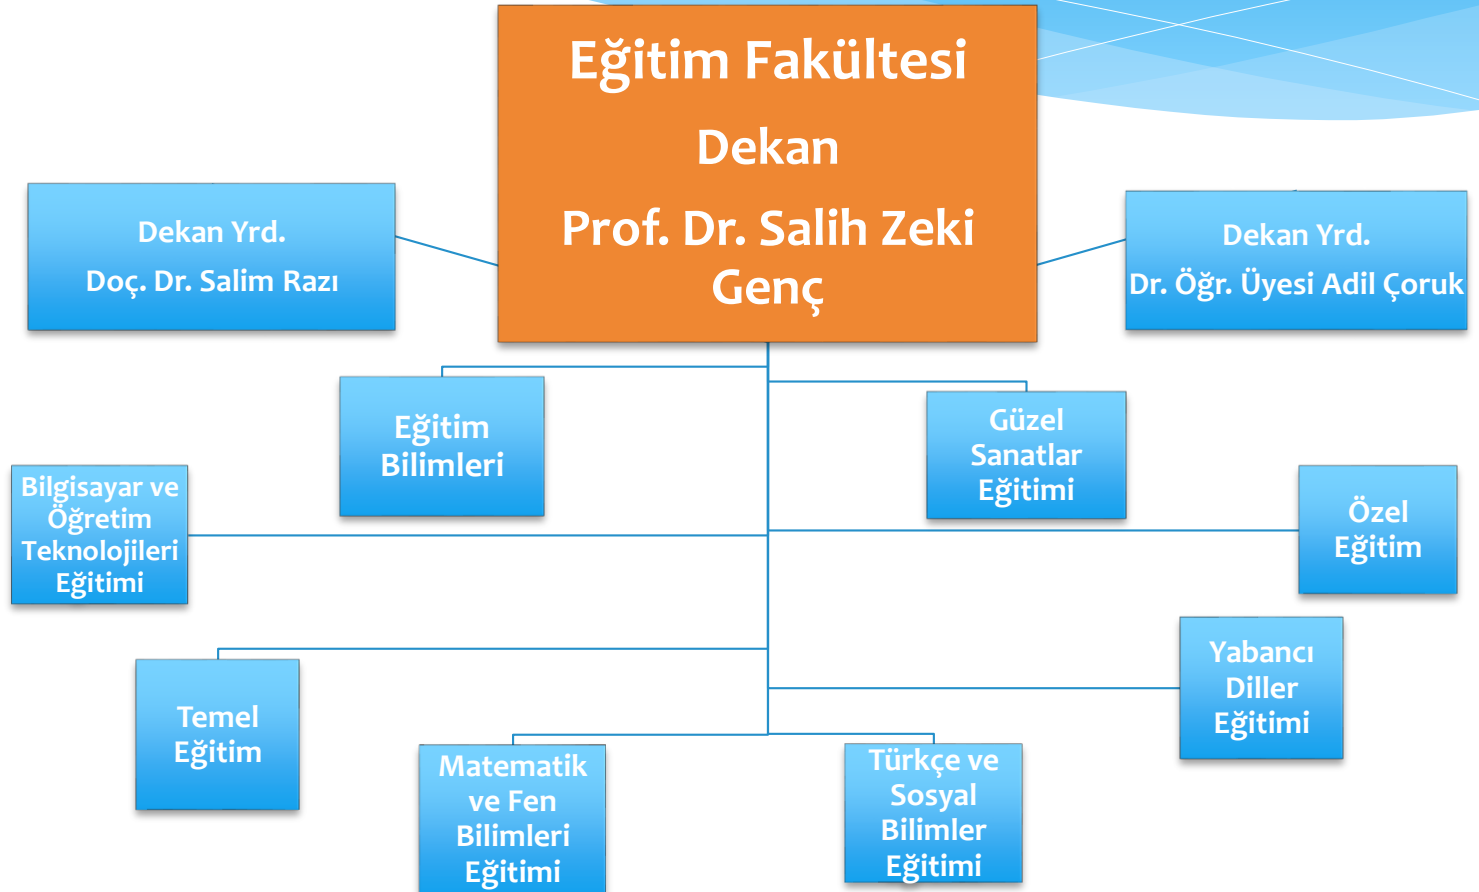 Eğitim Fakültesi
Dekan
Prof. Dr. Salih Zeki
Genç
Dekan Yrd.
Doç. Dr. Salim Razı
Dekan Yrd.
Dr. Öğr. Üyesi Adil Çoruk
Eğitim
Bilimleri
Güzel
Sanatlar
Eğitimi
Bilgisayar ve
Öğretim
Teknolojileri
Eğitimi
Özel
Eğitim
Temel
Eğitim
Yabancı
Diller
Eğitimi
Matematik
ve Fen
Bilimleri
Eğitimi
Türkçe ve
Sosyal
Bilimler
Eğitimi